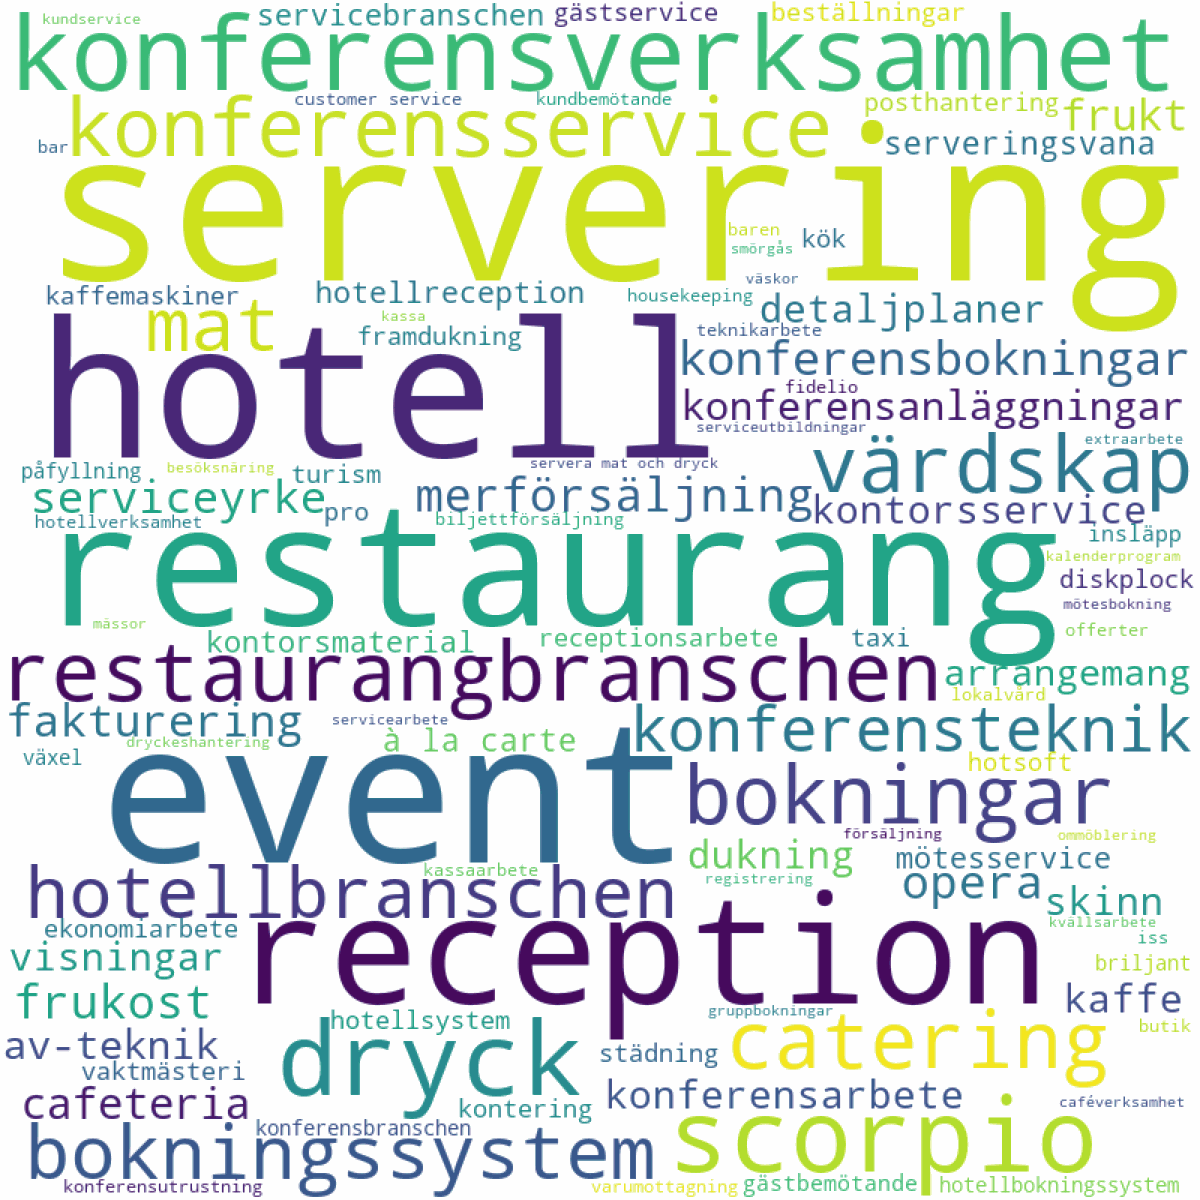 kundservice
servicebranschen
gästservice
beställningar
konferensverksamhet
customer service
kundbemötande
posthantering
frukt
bar
konferensservice
serveringsvana
servering
baren
kök
smörgås
väskor
kaffemaskiner
hotellreception
housekeeping
detaljplaner
mat
kassa
framdukning
teknikarbete
hotell
konferensbokningar
fidelio
konferensanläggningar
serviceutbildningar
extraarbete
påfyllning
besöksnäring
turism
servera mat och dryck
värdskap
serviceyrke
pro
merförsäljning
kontorsservice
hotellverksamhet
biljettförsäljning
insläpp
restaurang
kalenderprogram
diskplock
mötesbokning
mässor
kontorsmaterial
receptionsarbete
taxi
offerter
restaurangbranschen
arrangemang
lokalvård
fakturering
servicearbete
konferensteknik
växel
dryckeshantering
à la carte
hotsoft
event
bokningar
försäljning
ommöblering
dukning
mötesservice
hotellbranschen
kassaarbete
registrering
opera
skinn
ekonomiarbete
reception
kvällsarbete
iss
visningar
briljant
frukost
hotellsystem
gruppbokningar
kaffe
av-teknik
dryck
städning
catering
butik
vaktmästeri
cafeteria
kontering
konferensarbete
caféverksamhet
konferensbranschen
bokningssystem
scorpio
konferensutrustning
varumottagning
gästbemötande
hotellbokningssystem